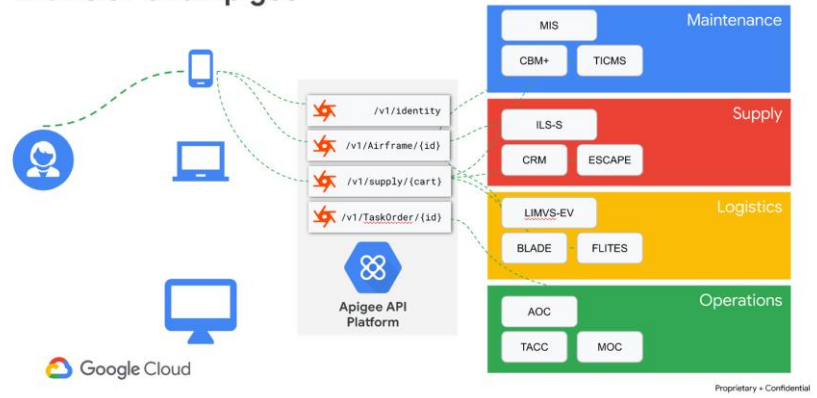 Maintenance
MIS
CBM+
TICMS
/v1/identity
/v1/Airframe/{id}
/v1/supply/{cart}
/v1/TaskOrder/{id}
Apigee API
Platform
Supply
ILS-S
CRM
ESCAPE
Logistics
LIMVS-EV
BLADE
FLITES
Operations
AOC
TACC
MOC
Google Cloud
Proprietary + Confidential